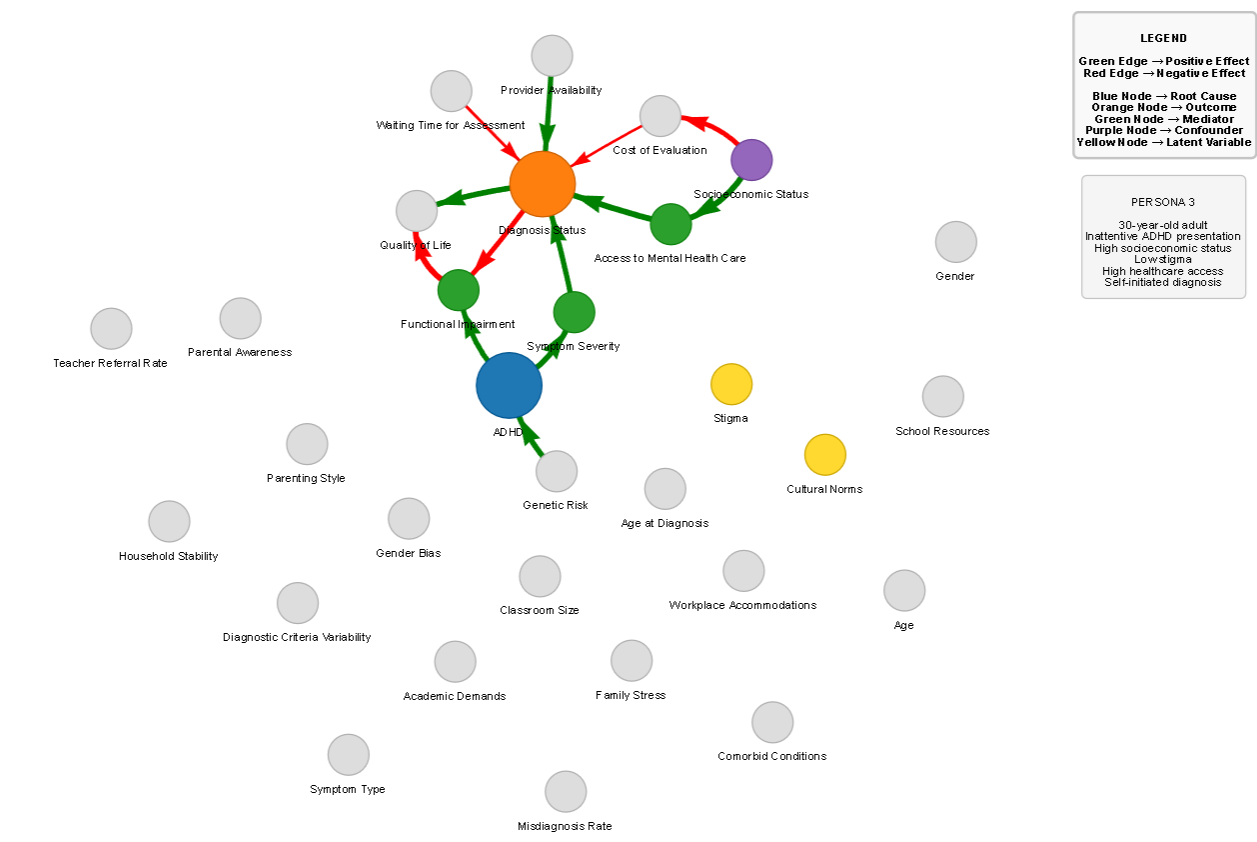 LEGEND
Green Edge → Positive Effect
Red Edge → Negative Effect
Blue Node → Root Cause
Orange Node → Outcome
Green Node → Mediator
Purple Node → Confounder
Yellow Node → Latent Variable
PERSONA 3
30-year-old adult
Inattentive ADHD presentation
High socioeconomic status
Low stigma
High healthcare access
Self-initiated diagnosis
Provider Availability
Waiting Time for Assessment
Cost of Evaluation
Socioeconomic Status
Diagnosis Status
Quality of Life
Access to Mental Health Care
Gender
Functional Impairment
Symptom Severity
Teacher Referral Rate
Parental Awareness
Stigma
ADHD
School Resources
Parenting Style
Cultural Norms
Genetic Risk
Age at Diagnosis
Household Stability
Gender Bias
Classroom Size
Workplace Accommodations
Age
Diagnostic Criteria Variability
Academic Demands
Family Stress
Comorbid Conditions
Symptom Type
Misdiagnosis Rate